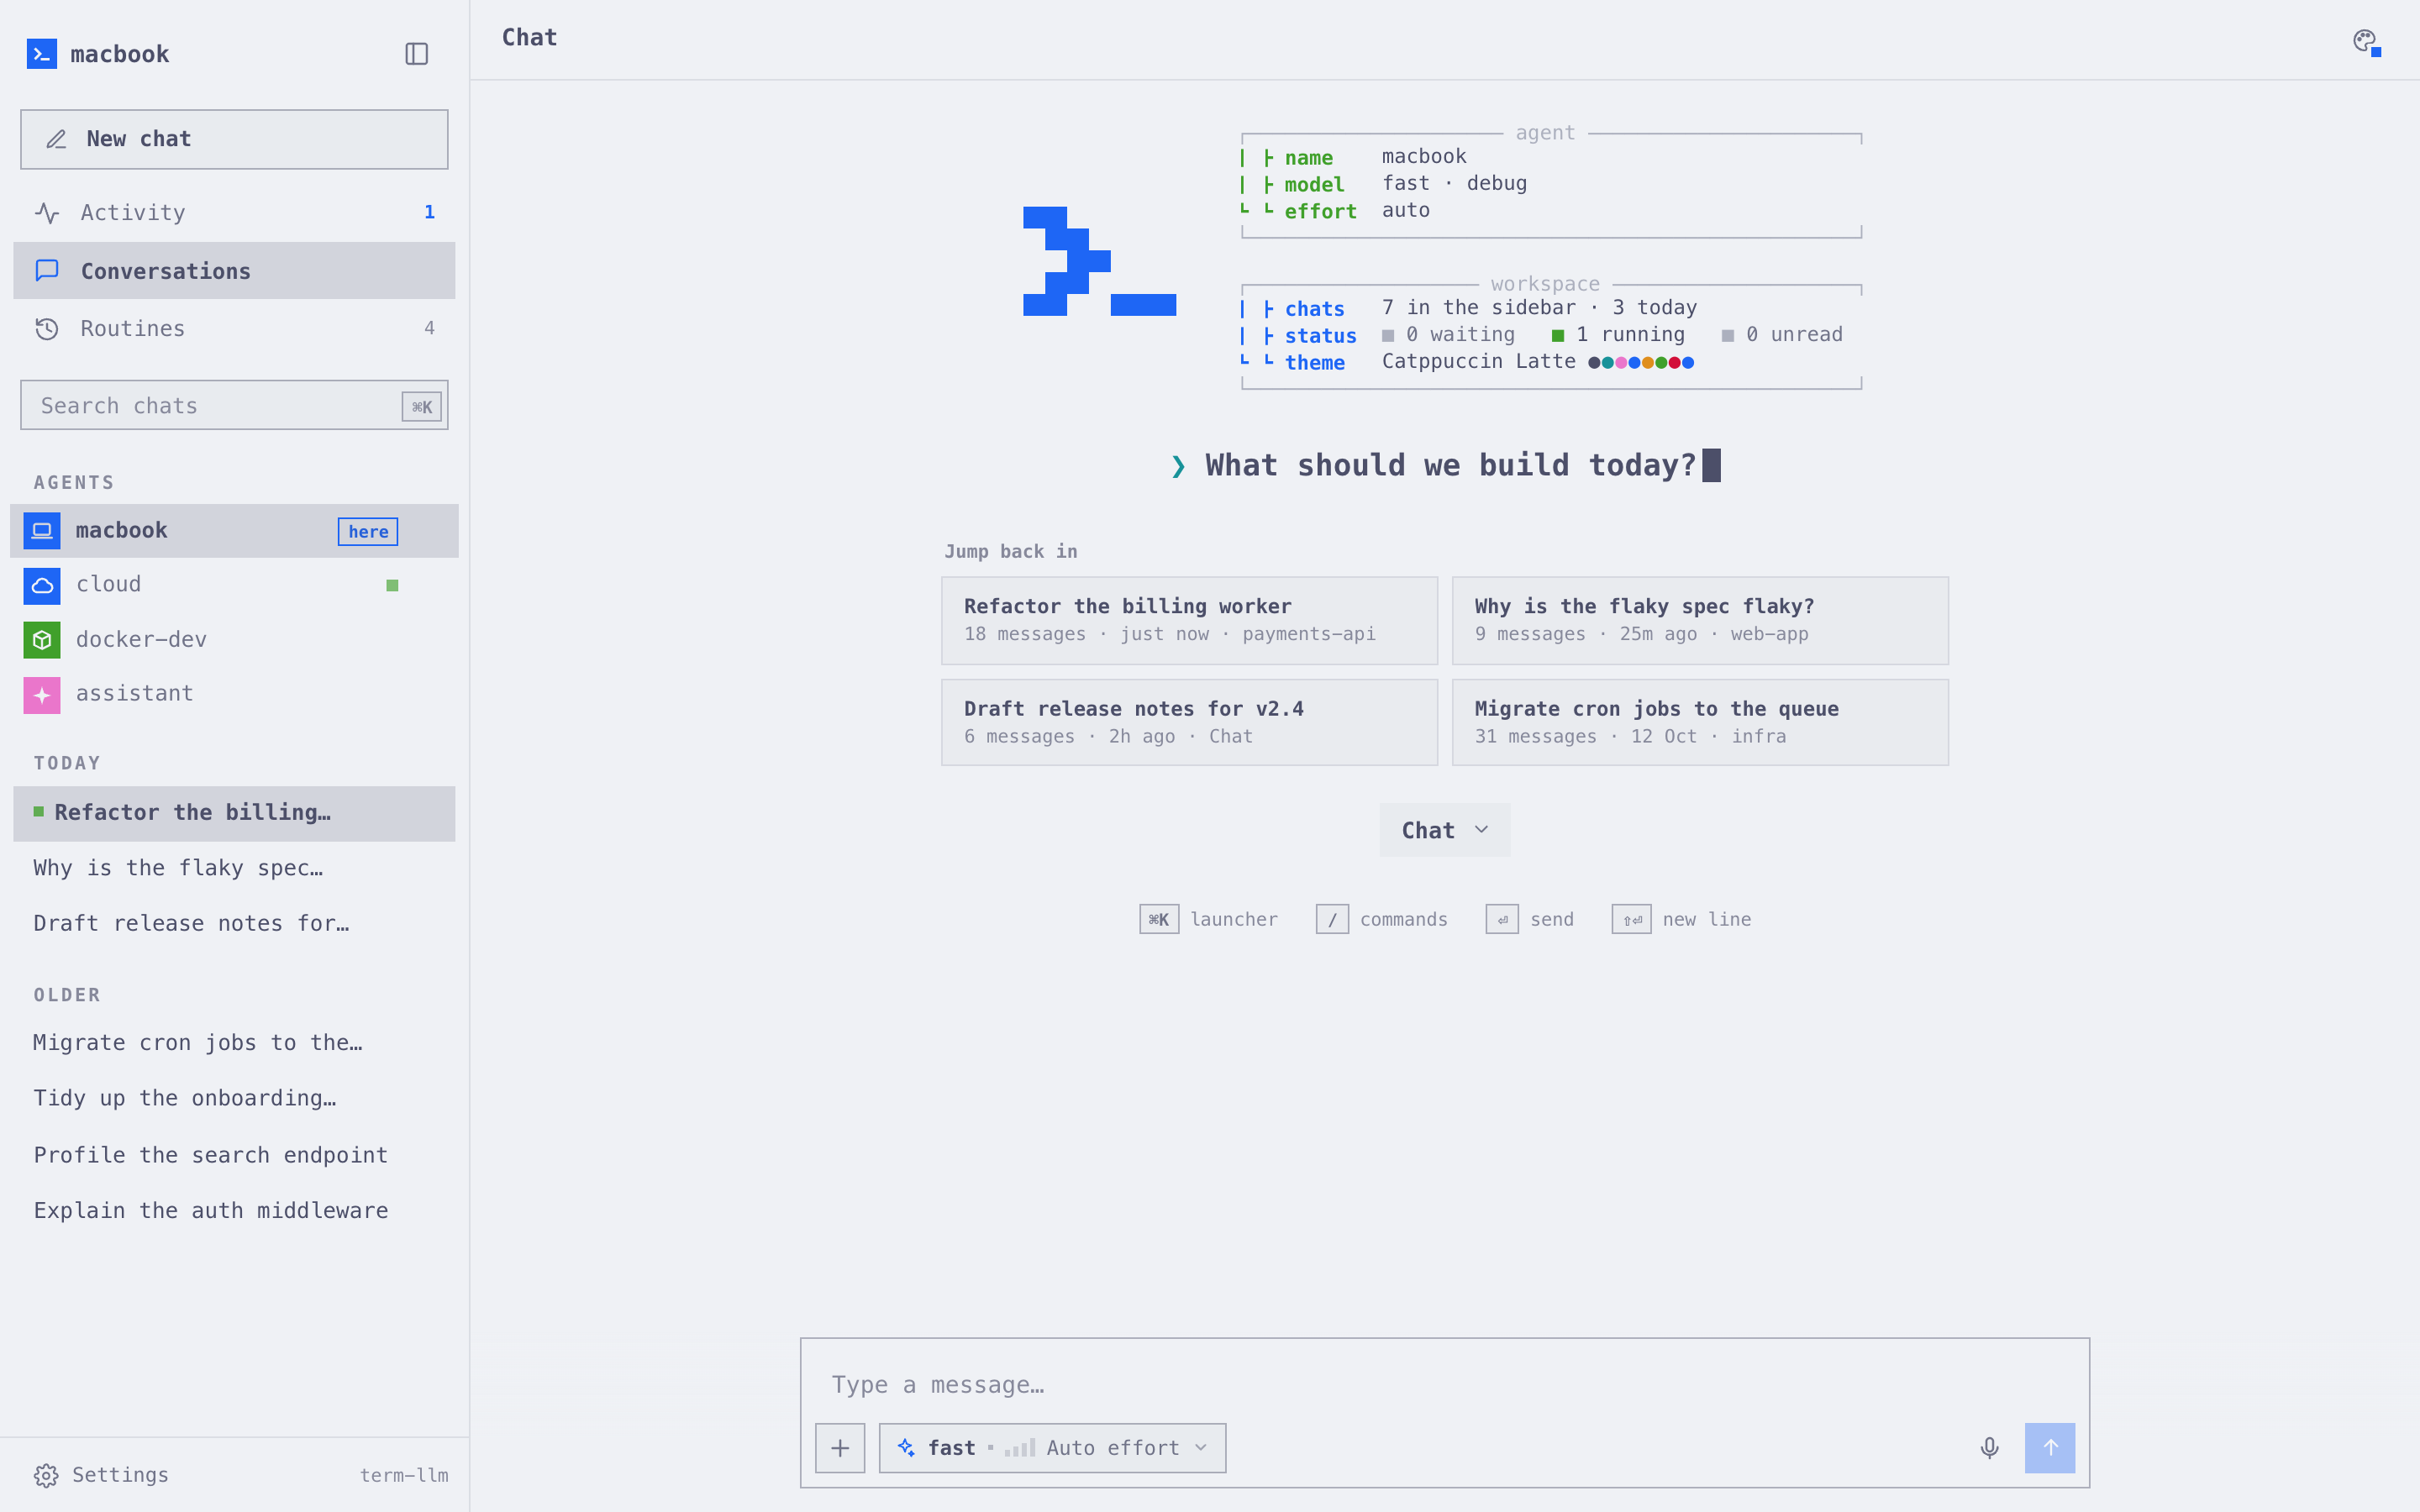 macbook
New chat
Activity 1
Conversations
Routines 4
Search chats ⌘K
AGENTS
macbook here
cloud
docker-dev
assistant
TODAY
Refactor the billing…
Why is the flaky spec…
Draft release notes for…
OLDER
Migrate cron jobs to the…
Tidy up the onboarding…
Profile the search endpoint
Explain the auth middleware
Settings term-llm
Chat
agent
name macbook
model fast · debug
effort auto
workspace
chats 7 in the sidebar · 3 today
status 0 waiting 1 running 0 unread
theme Catppuccin Latte
❯ What should we build today?
Jump back in
Refactor the billing worker
18 messages · just now · payments-api
Why is the flaky spec flaky?
9 messages · 25m ago · web-app
Draft release notes for v2.4
6 messages · 2h ago · Chat
Migrate cron jobs to the queue
31 messages · 12 Oct · infra
Chat
⌘K launcher / commands ⏎ send ⇧⏎ new line
Type a message…
fast · Auto effort